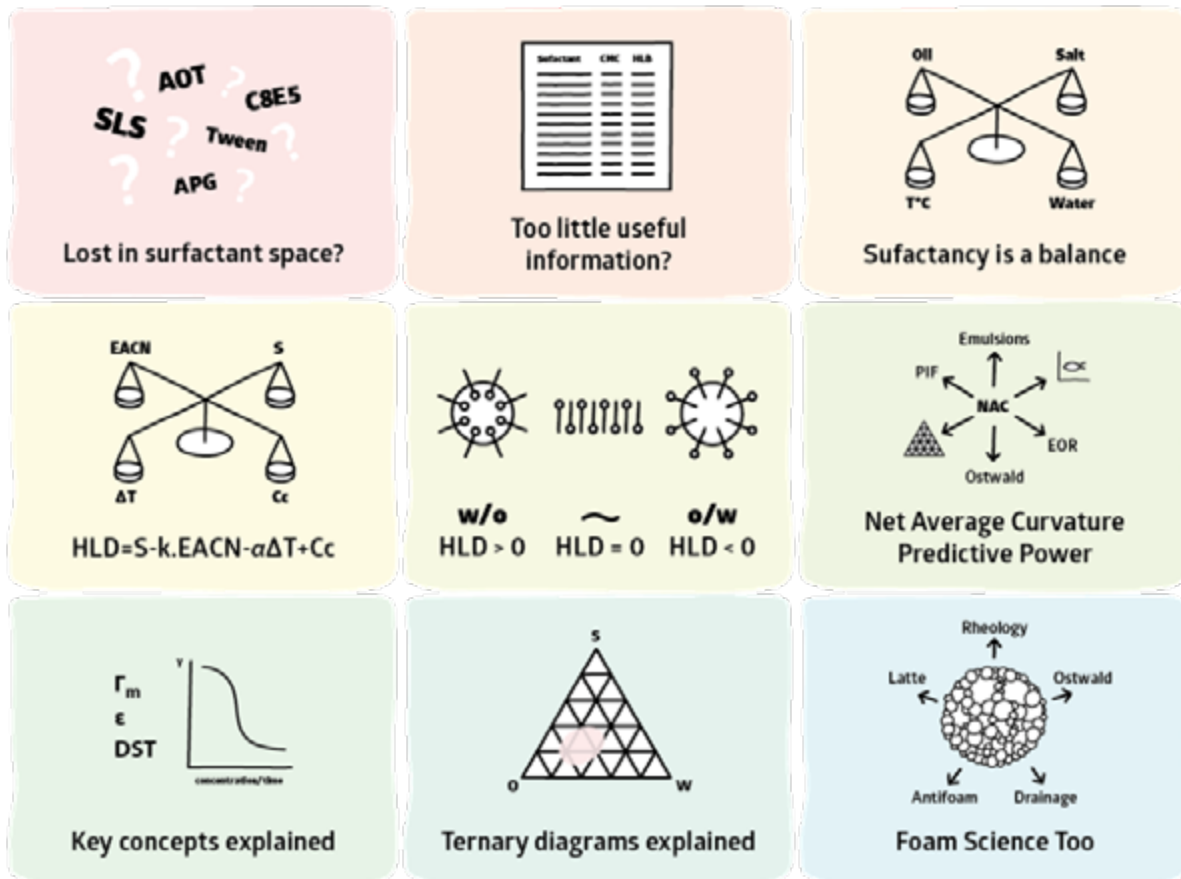 AOT
C8E5
SLS
Tween
APG
Lost in surfactant space?
Sufactant CMC HLB
Too little useful
information?
Oil Salt
T°C Water
Sufactancy is a balance
EACN S
ΔT Cc
HLD=S-k.EACN-αΔT+Cc
w/o ~ o/w
HLD > 0 HLD = 0 HLD < 0
Emulsions
PIF
NAC
EOR
Ostwald
Net Average Curvature
Predictive Power
Γm
ε
DST
γ
concentration/time
Key concepts explained
S
O W
Ternary diagrams explained
Rheology
Latte Ostwald
Antifoam Drainage
Foam Science Too